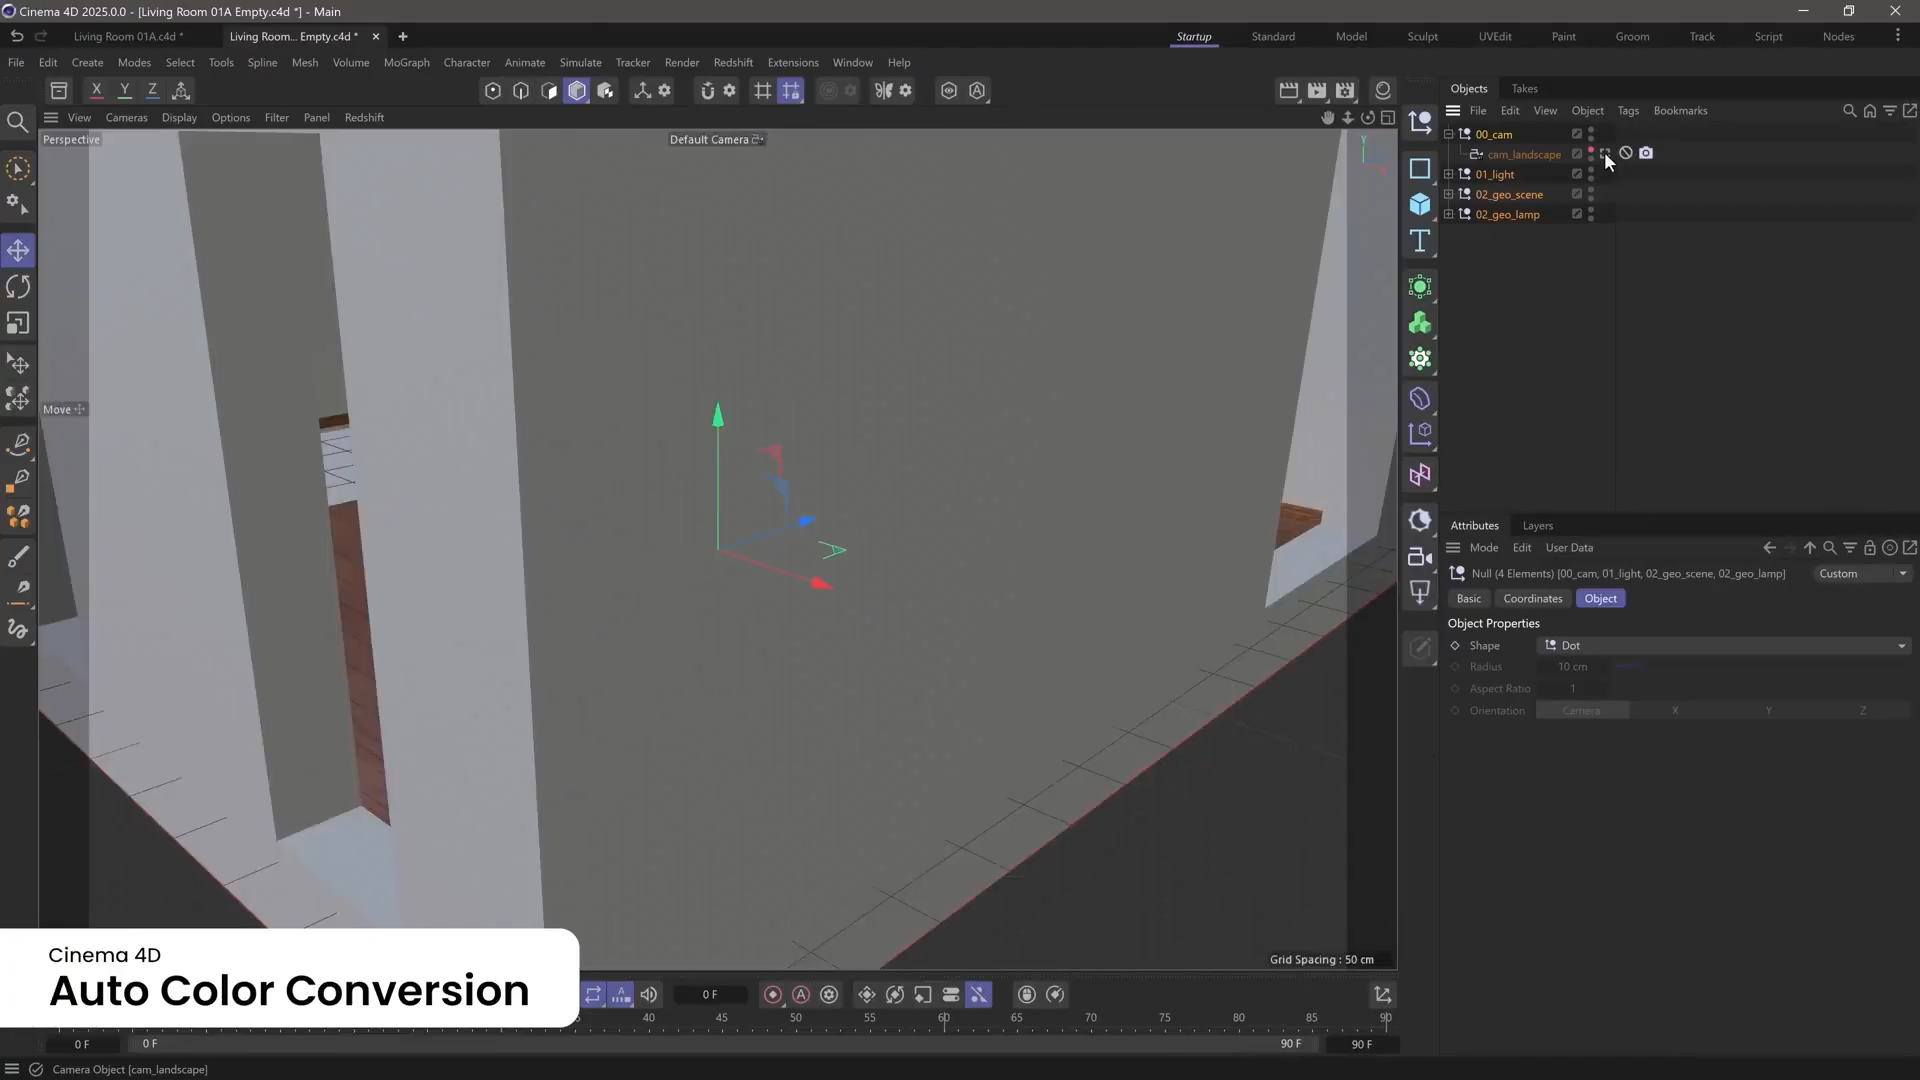 Cinema 4D 2025.0.0 - [Living Room 01A Empty.c4d *] - Main
Living Room 01A.c4d *
Living Room... Empty.c4d *
Startup
Standard
Model
Sculpt
UVEdit
Paint
Groom
Track
Script
Nodes
File Edit Create Modes Select Tools Spline Mesh Volume MoGraph Character Animate Simulate Tracker Render Redshift Extensions Window Help
X Y Z
Objects Takes
View Cameras Display Options Filter Panel Redshift
File Edit View Object Tags Bookmarks
Perspective
Default Camera
Y
00_cam
cam_landscape
01_light
02_geo_scene
02_geo_lamp
Move
Attributes Layers
Mode Edit User Data
Null (4 Elements) [00_cam, 01_light, 02_geo_scene, 02_geo_lamp]
Custom
Basic Coordinates Object
Object Properties
Shape Dot
Radius 10 cm
Aspect Ratio 1
Orientation Camera X Y Z
Grid Spacing : 50 cm
Cinema 4D
Auto Color Conversion
0 F
40 45 50 55 60 65 70 75 80 85 90
0 F 0 F 90 F 90 F
Camera Object [cam_landscape]